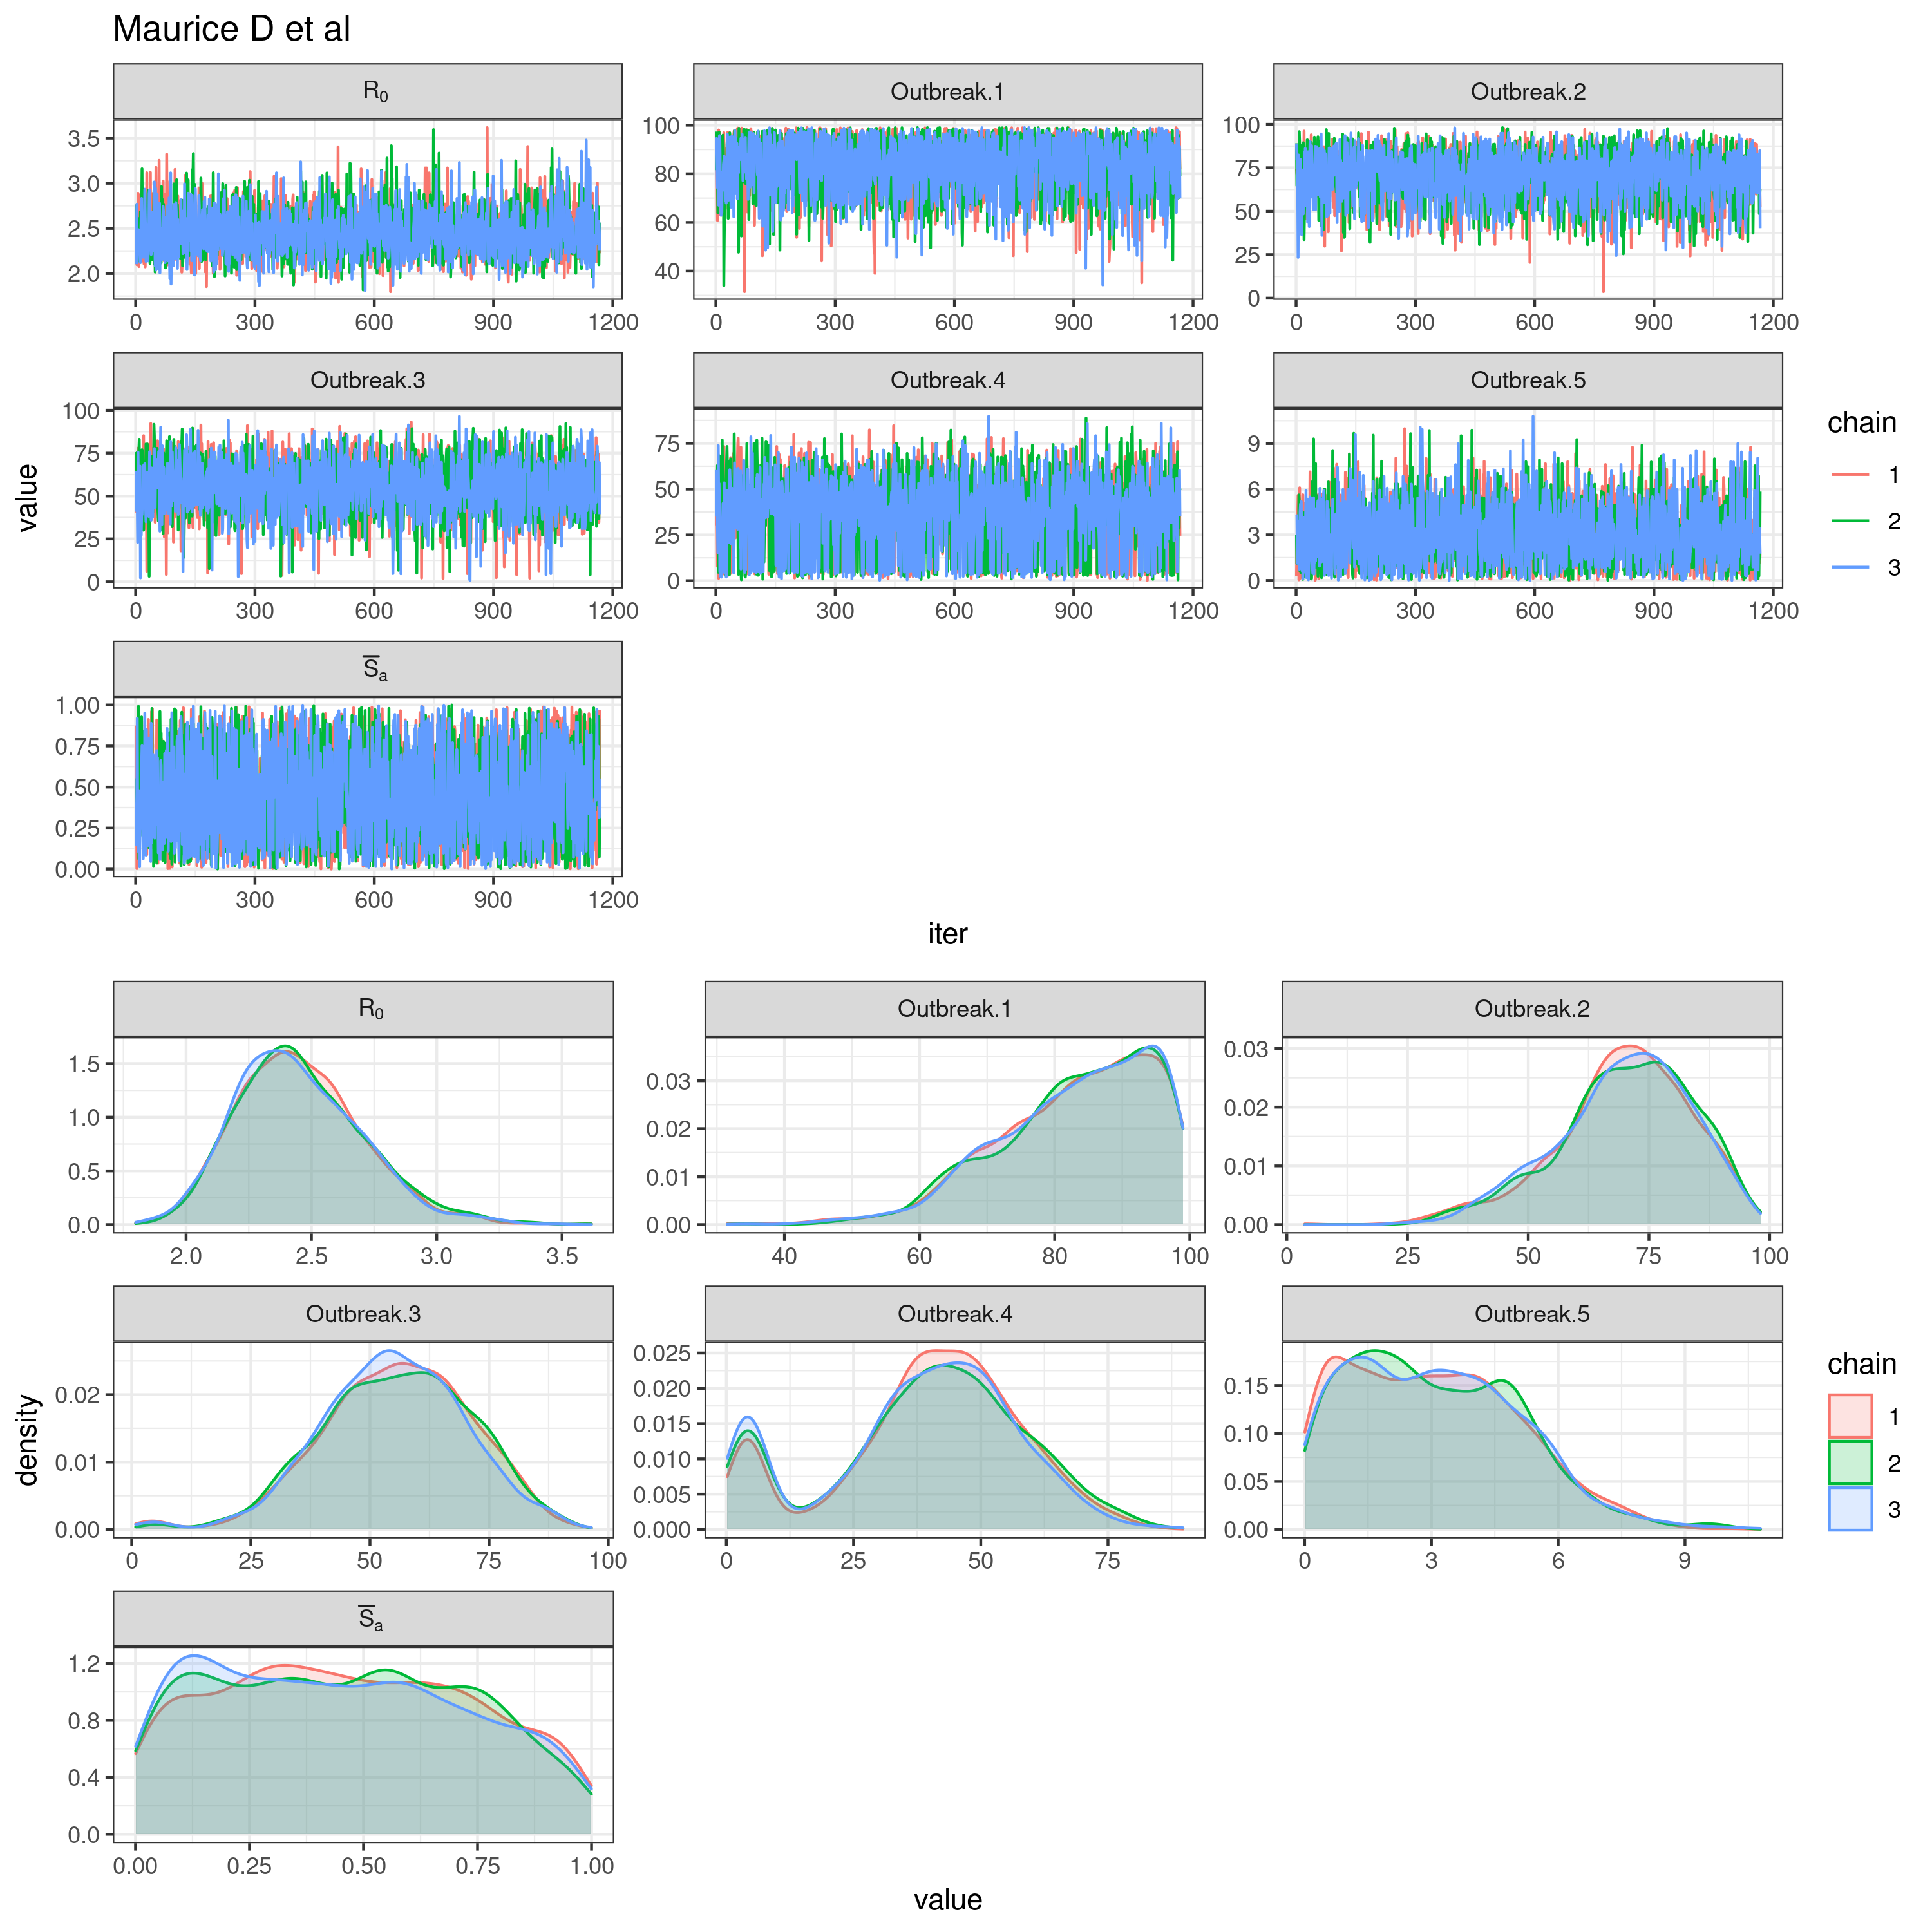 Maurice D et al
R₀ Outbreak.1 Outbreak.2
3.5 3.0 2.5 2.0
100 80 60 40
100 75 50 25 0
0 300 600 900 1200 0 300 600 900 1200 0 300 600 900 1200
Outbreak.3 Outbreak.4 Outbreak.5
100 75 50 25 0
75 50 25 0
9 6 3 0
0 300 600 900 1200 0 300 600 900 1200 0 300 600 900 1200
value
chain
1
2
3
S̅ₐ
1.00 0.75 0.50 0.25 0.00
0 300 600 900 1200
iter
R₀ Outbreak.1 Outbreak.2
1.5 1.0 0.5 0.0
0.03 0.02 0.01 0.00
0.03 0.02 0.01 0.00
2.0 2.5 3.0 3.5 40 60 80 100 0 25 50 75 100
Outbreak.3 Outbreak.4 Outbreak.5
0.02 0.01 0.00
0.025 0.020 0.015 0.010 0.005 0.000
0.15 0.10 0.05 0.00
0 25 50 75 100 0 25 50 75 0 3 6 9
density
chain
1
2
3
S̅ₐ
1.2 0.8 0.4 0.0
0.00 0.25 0.50 0.75 1.00
value